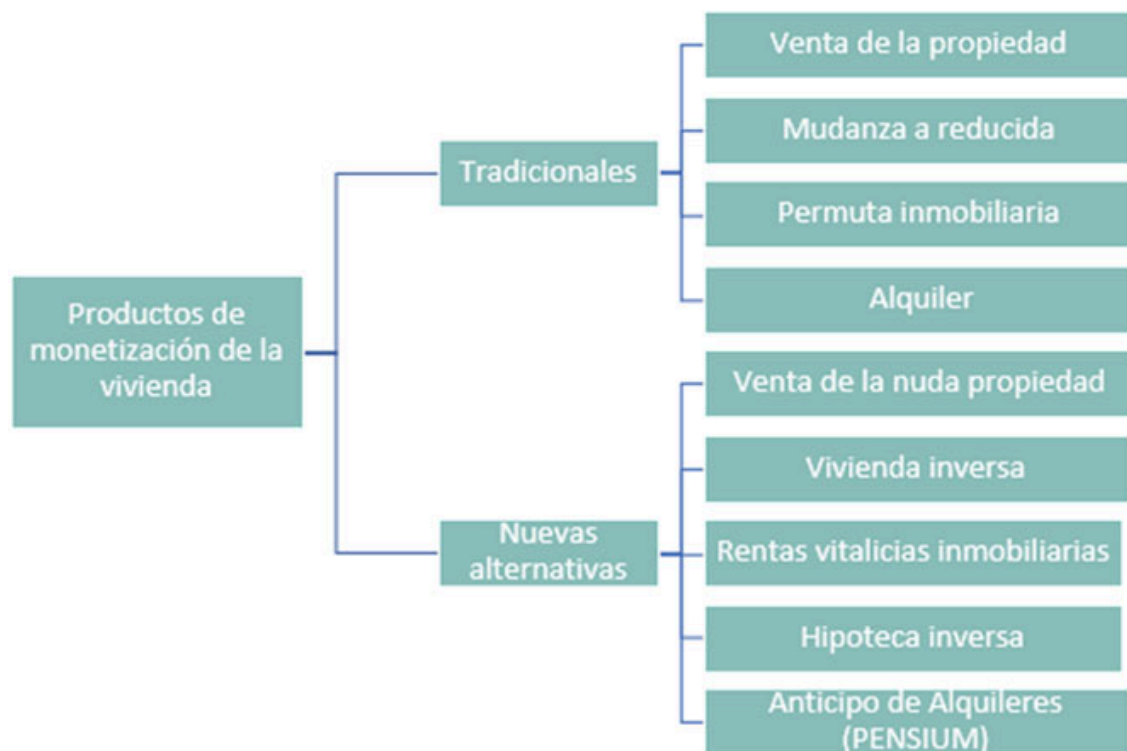 Productos de
monetización de la
vivienda
Tradicionales
Venta de la propiedad
Mudanza a reducida
Permuta inmobiliaria
Alquiler
Nuevas
alternativas
Venta de la nuda propiedad
Vivienda inversa
Rentas vitalicias inmobiliarias
Hipoteca inversa
Anticipo de Alquileres
(PENSIUM)